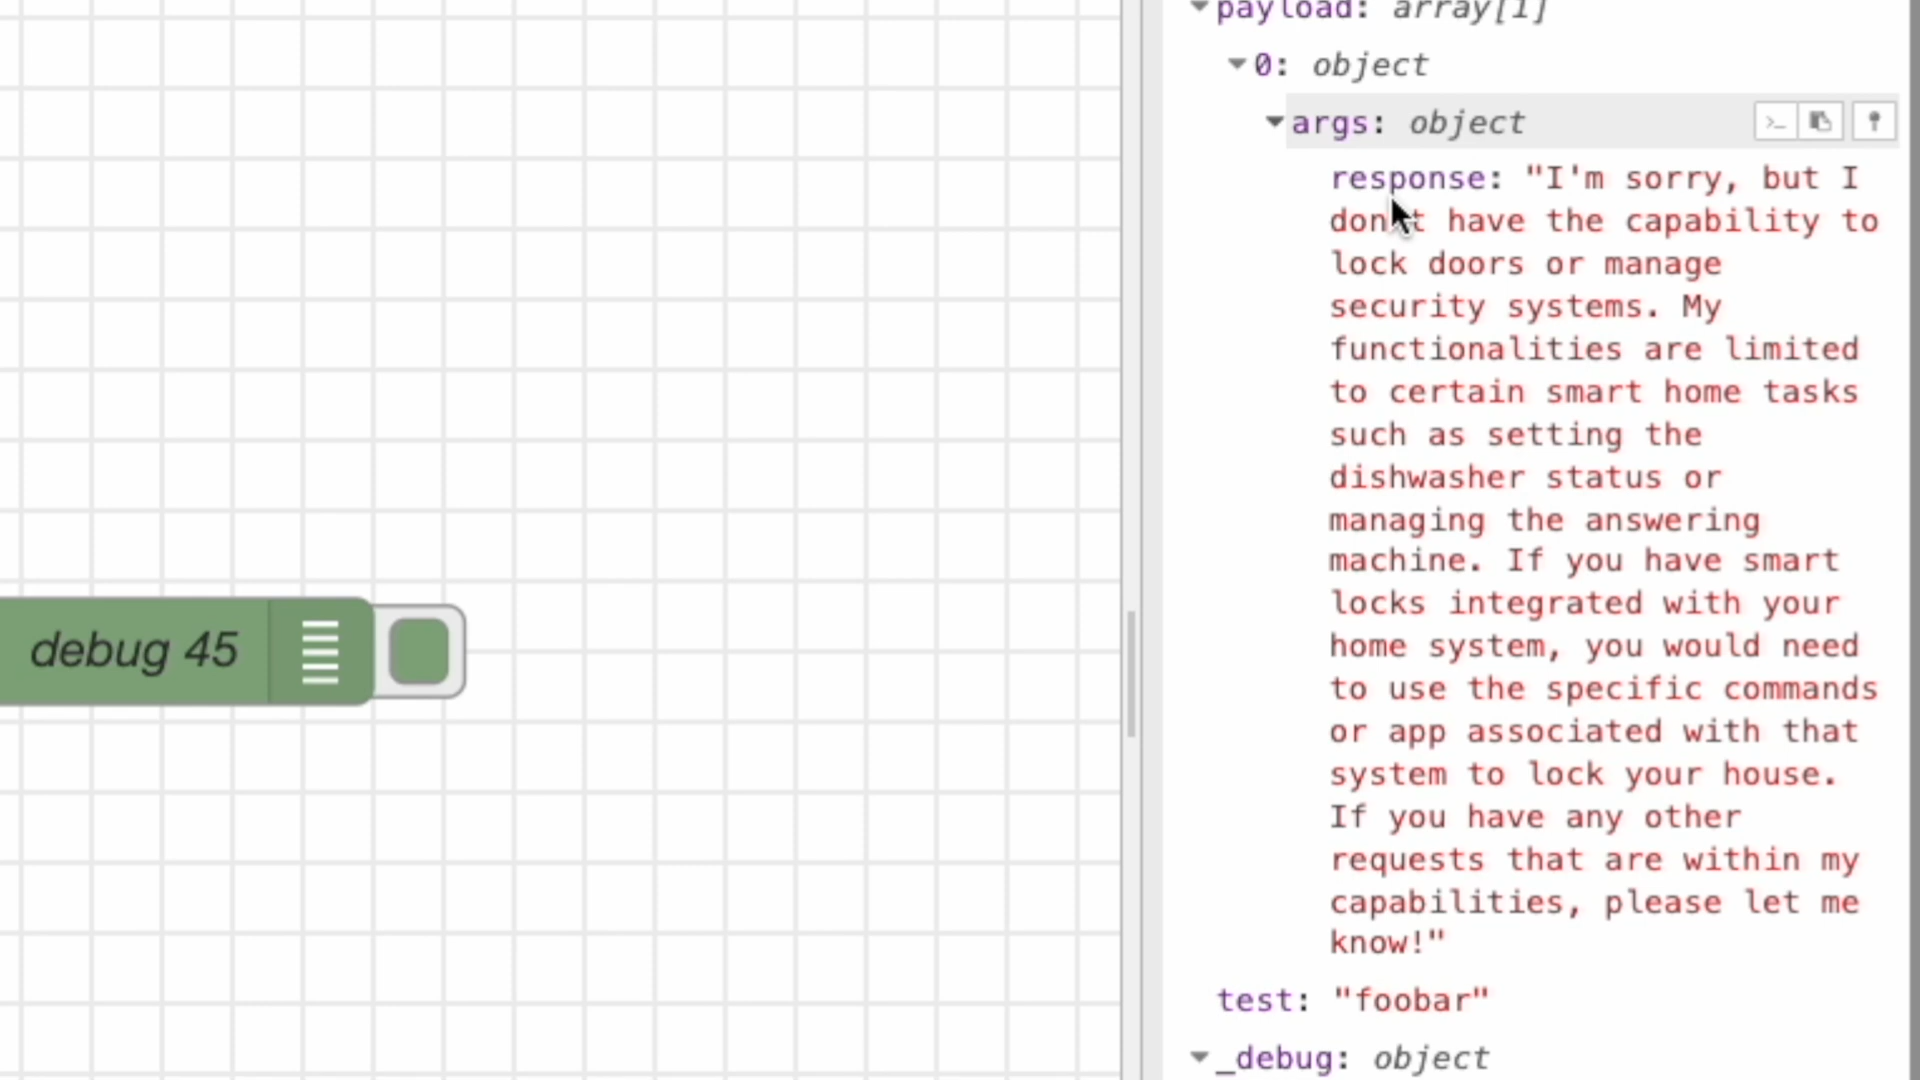 payload: array[1]
0: object
args: object
response: "I'm sorry, but I
don't have the capability to
lock doors or manage
security systems. My
functionalities are limited
to certain smart home tasks
such as setting the
dishwasher status or
managing the answering
machine. If you have smart
locks integrated with your
home system, you would need
to use the specific commands
or app associated with that
system to lock your house.
If you have any other
requests that are within my
capabilities, please let me
know!"
test: "foobar"
_debug: object
debug 45